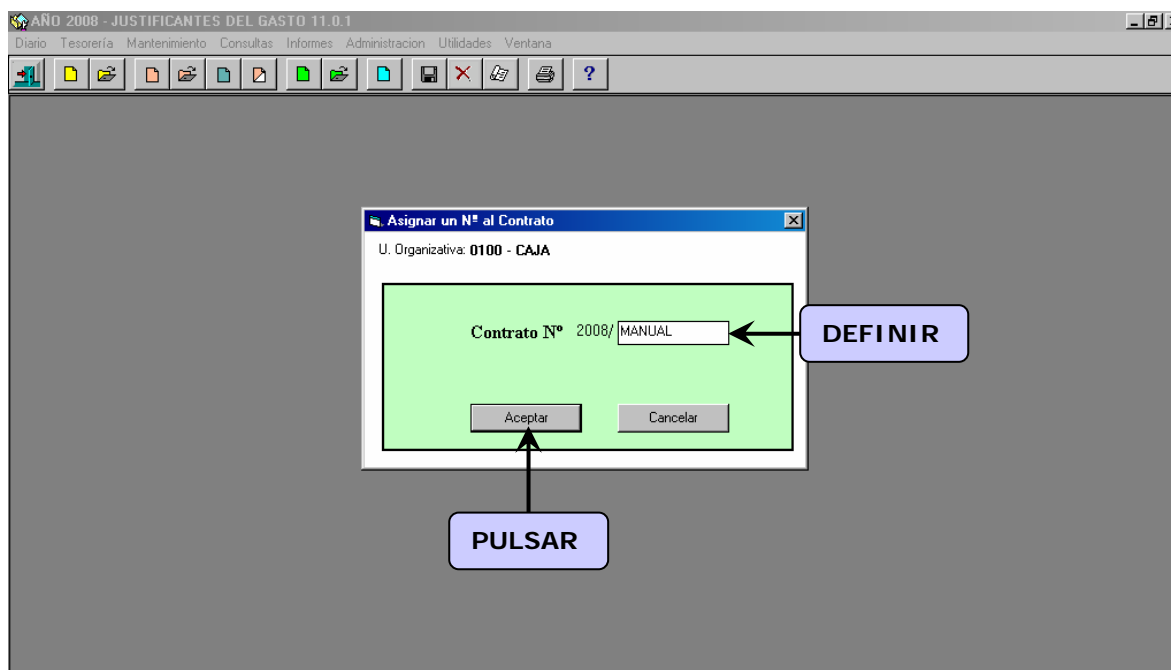 AÑO 2008 - JUSTIFICANTES DEL GASTO 11.0.1
Diario Tesorería Mantenimiento Consultas Informes Administracion Utilidades Ventana
?
Asignar un Nº al Contrato
U. Organizativa: 0100 - CAJA
Contrato Nº 2008/ MANUAL
DEFINIR
Aceptar Cancelar
PULSAR